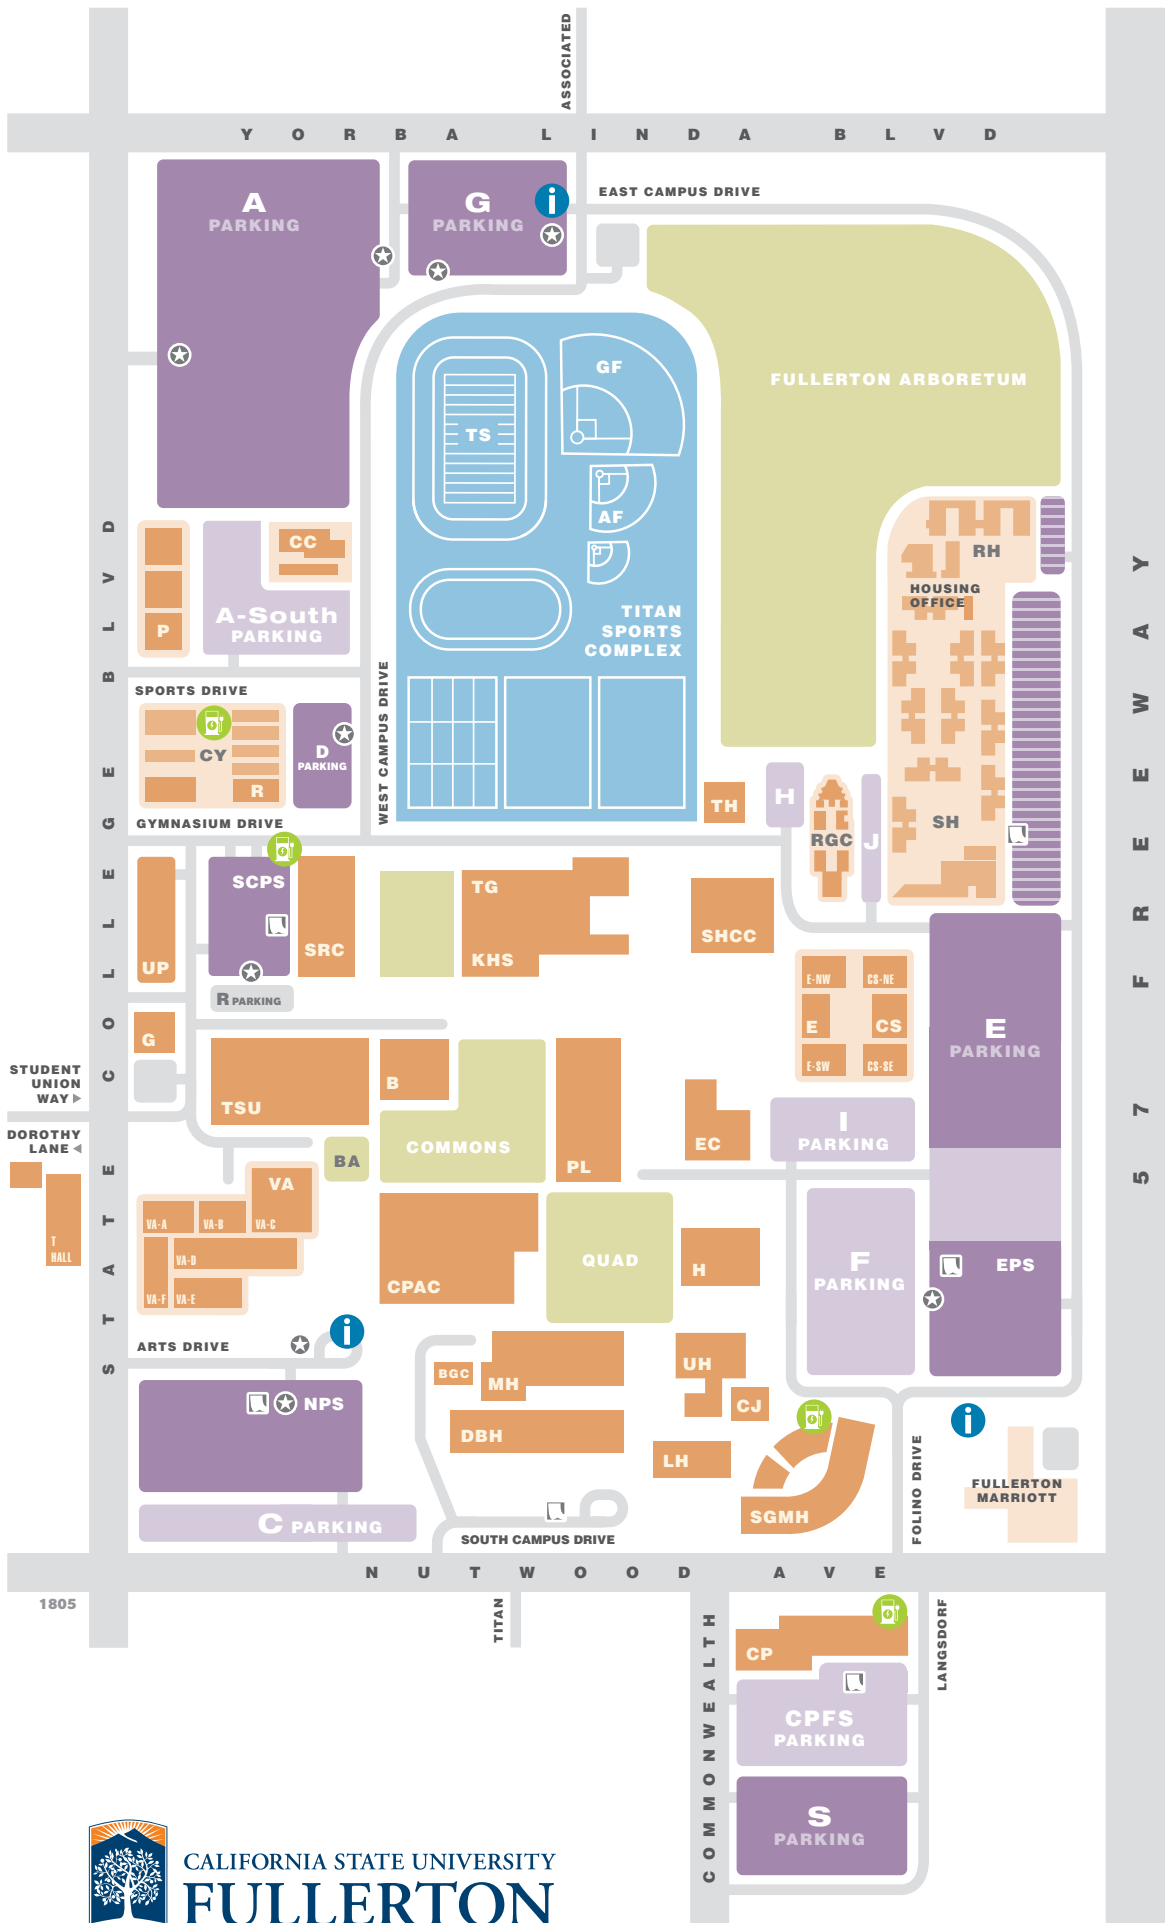 ASSOCIATED
YORBA LINDA BLVD
EAST CAMPUS DRIVE
A
PARKING
G
PARKING
i
FULLERTON ARBORETUM
GF
TS
AF
TITAN
SPORTS
COMPLEX
RH
HOUSING
OFFICE
CC
P
A-South
PARKING
SPORTS DRIVE
CY
R
D
PARKING
WEST CAMPUS DRIVE
GYMNASIUM DRIVE
TH
H
RGC
J
SH
STATE COLLEGE BLVD
57 FREEWAY
UP
SCPS
SRC
TG
KHS
SHCC
R PARKING
G
E-NW
CS-NE
E
CS
E-SW
CS-SE
E
PARKING
STUDENT
UNION
WAY
DOROTHY
LANE
T
HALL
TSU
B
COMMONS
PL
EC
I
PARKING
BA
VA
VA-A
VA-B
VA-C
VA-D
VA-F
VA-E
CPAC
QUAD
H
F
PARKING
EPS
ARTS DRIVE
i
NPS
BGC
MH
DBH
UH
CJ
LH
SGMH
FOLINO DRIVE
i
FULLERTON
MARRIOTT
C PARKING
SOUTH CAMPUS DRIVE
NUTWOOD AVE
1805
TITAN
COMMONWEALTH
LANGSDORF
CP
CPFS
PARKING
S
PARKING
CALIFORNIA STATE UNIVERSITY
FULLERTON